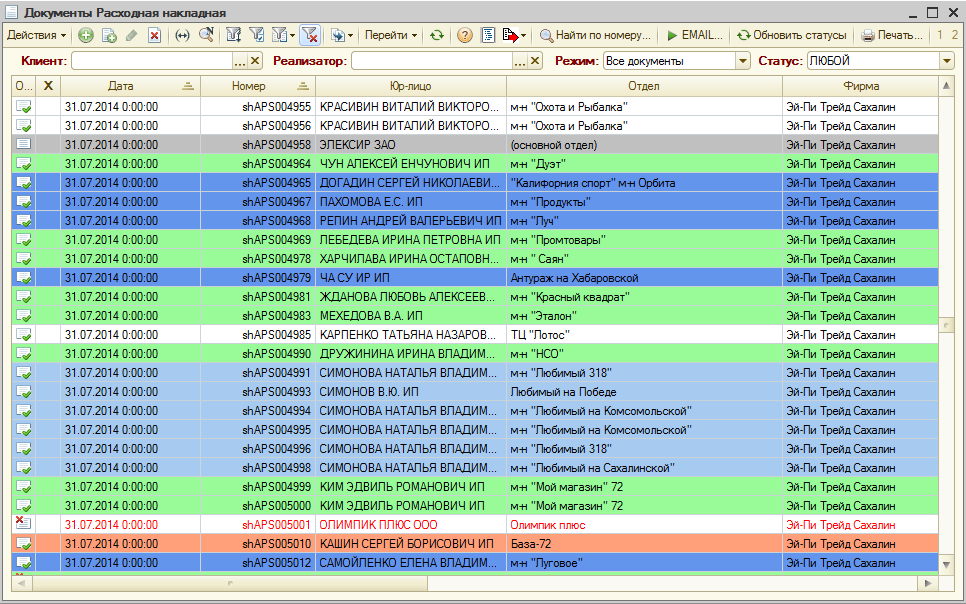 Документы Расходная накладная
Действия Перейти Найти по номеру... EMAIL... Обновить статусы Печать... 1 2
Клиент: ... Реализатор: ... Режим: Все документы Статус: ЛЮБОЙ
О... X Дата Номер Юр-лицо Отдел Фирма
31.07.2014 0:00:00 shAPS004955 КРАСИВИН ВИТАЛИЙ ВИКТОРО... м-н "Охота и Рыбалка" Эй-Пи Трейд Сахалин
31.07.2014 0:00:00 shAPS004956 КРАСИВИН ВИТАЛИЙ ВИКТОРО... м-н "Охота и Рыбалка" Эй-Пи Трейд Сахалин
31.07.2014 0:00:00 shAPS004958 ЭЛЕКСИР ЗАО (основной отдел) Эй-Пи Трейд Сахалин
31.07.2014 0:00:00 shAPS004964 ЧУН АЛЕКСЕЙ ЕНЧУНОВИЧ ИП м-н "Дуэт" Эй-Пи Трейд Сахалин
31.07.2014 0:00:00 shAPS004965 ДОГАДИН СЕРГЕЙ НИКОЛАЕВИ... "Калифорния спорт" м-н Орбита Эй-Пи Трейд Сахалин
31.07.2014 0:00:00 shAPS004967 ПАХОМОВА Е.С. ИП м-н "Продукты" Эй-Пи Трейд Сахалин
31.07.2014 0:00:00 shAPS004968 РЕПИН АНДРЕЙ ВАЛЕРЬЕВИЧ ИП м-н "Луч" Эй-Пи Трейд Сахалин
31.07.2014 0:00:00 shAPS004969 ЛЕБЕДЕВА ИРИНА ПЕТРОВНА ИП м-н "Промтовары" Эй-Пи Трейд Сахалин
31.07.2014 0:00:00 shAPS004978 ХАРЧИЛАВА ИРИНА ОСТАПОВН... м-н " Саян" Эй-Пи Трейд Сахалин
31.07.2014 0:00:00 shAPS004979 ЧА СУ ИР ИП Антураж на Хабаровской Эй-Пи Трейд Сахалин
31.07.2014 0:00:00 shAPS004981 ЖДАНОВА ЛЮБОВЬ АЛЕКСЕЕВ... м-н "Красный квадрат" Эй-Пи Трейд Сахалин
31.07.2014 0:00:00 shAPS004983 МЕХЕДОВА В.А. ИП м-н "Эталон" Эй-Пи Трейд Сахалин
31.07.2014 0:00:00 shAPS004985 КАРПЕНКО ТАТЬЯНА НАЗАРОВ... ТЦ "Лотос" Эй-Пи Трейд Сахалин
31.07.2014 0:00:00 shAPS004990 ДРУЖИНИНА ИРИНА ВЛАДИМ... м-н "НСО" Эй-Пи Трейд Сахалин
31.07.2014 0:00:00 shAPS004991 СИМОНОВА НАТАЛЬЯ ВЛАДИМ... м-н "Любимый 318" Эй-Пи Трейд Сахалин
31.07.2014 0:00:00 shAPS004993 СИМОНОВ В.Ю. ИП Любимый на Победе Эй-Пи Трейд Сахалин
31.07.2014 0:00:00 shAPS004994 СИМОНОВА НАТАЛЬЯ ВЛАДИМ... м-н "Любимый на Комсомольской" Эй-Пи Трейд Сахалин
31.07.2014 0:00:00 shAPS004995 СИМОНОВА НАТАЛЬЯ ВЛАДИМ... м-н "Любимый на Комсомольской" Эй-Пи Трейд Сахалин
31.07.2014 0:00:00 shAPS004996 СИМОНОВА НАТАЛЬЯ ВЛАДИМ... м-н "Любимый 318" Эй-Пи Трейд Сахалин
31.07.2014 0:00:00 shAPS004998 СИМОНОВА НАТАЛЬЯ ВЛАДИМ... м-н "Любимый на Сахалинской" Эй-Пи Трейд Сахалин
31.07.2014 0:00:00 shAPS004999 КИМ ЭДВИЛЬ РОМАНОВИЧ ИП м-н "Мой магазин" 72 Эй-Пи Трейд Сахалин
31.07.2014 0:00:00 shAPS005000 КИМ ЭДВИЛЬ РОМАНОВИЧ ИП м-н "Мой магазин" 72 Эй-Пи Трейд Сахалин
31.07.2014 0:00:00 shAPS005001 ОЛИМПИК ПЛЮС ООО Олимпик плюс Эй-Пи Трейд Сахалин
31.07.2014 0:00:00 shAPS005010 КАШИН СЕРГЕЙ БОРИСОВИЧ ИП База-72 Эй-Пи Трейд Сахалин
31.07.2014 0:00:00 shAPS005012 САМОЙЛЕНКО ЕЛЕНА ВЛАДИМ... м-н "Луговое" Эй-Пи Трейд Сахалин